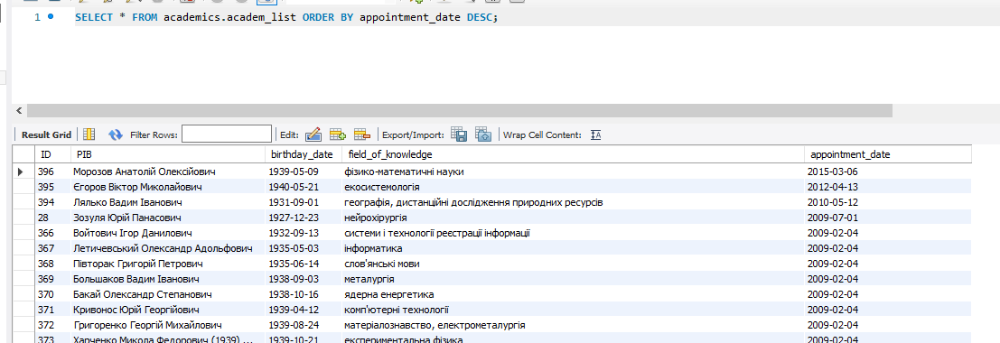 1 SELECT * FROM academics.academ_list ORDER BY appointment_date DESC;
Result Grid Filter Rows: Edit: Export/Import: Wrap Cell Content:
ID PIB birthday_date field_of_knowledge appointment_date
396 Морозов Анатолій Олексійович 1939-05-09 фізико-математичні науки 2015-03-06
395 Єгоров Віктор Миколайович 1940-05-21 екосистемологія 2012-04-13
394 Лялько Вадим Іванович 1931-09-01 географія, дистанційні дослідження природних ресурсів 2010-05-12
28 Зозуля Юрій Панасович 1927-12-23 нейрохірургія 2009-07-01
366 Войтович Ігор Данилович 1932-09-13 системи і технології реєстрації інформації 2009-02-04
367 Летичевський Олександр Адольфович 1935-05-03 інформатика 2009-02-04
368 Півторак Григорій Петрович 1935-06-14 слов'янські мови 2009-02-04
369 Большаков Вадим Іванович 1938-09-03 металургія 2009-02-04
370 Бакай Олександр Степанович 1938-10-16 ядерна енергетика 2009-02-04
371 Кривонос Юрій Георгійович 1939-04-12 комп'ютерні технології 2009-02-04
372 Григоренко Георгій Михайлович 1939-08-24 матеріалознавство, електрометалургія 2009-02-04
373 Харченко Микола Федорович (1939) ... 1939-10-21 експериментальна фізика 2009-02-04